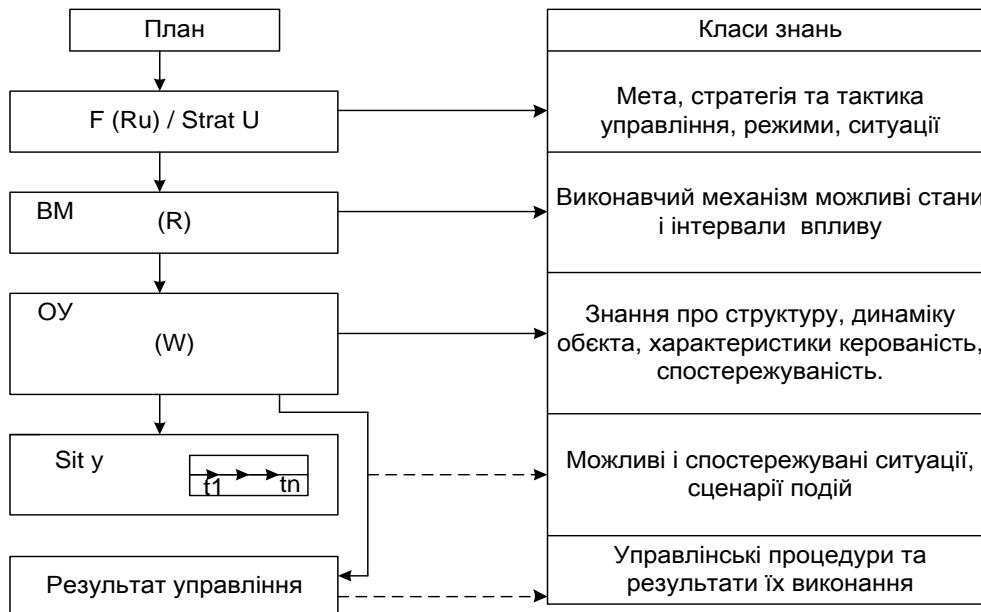 План
Класи знань
F (Ru) / Strat U
Мета, стратегія та тактика
управління, режими, ситуації
ВМ
(R)
Виконавчий механізм можливі стани
і інтервали впливу
ОУ
(W)
Знання про структуру, динаміку
обєкта, характеристики керованість,
спостережуваність.
Sit y
t1 tn
Можливі і спостережувані ситуації,
сценарії подій
Результат управління
Управлінські процедури та
результати їх виконання